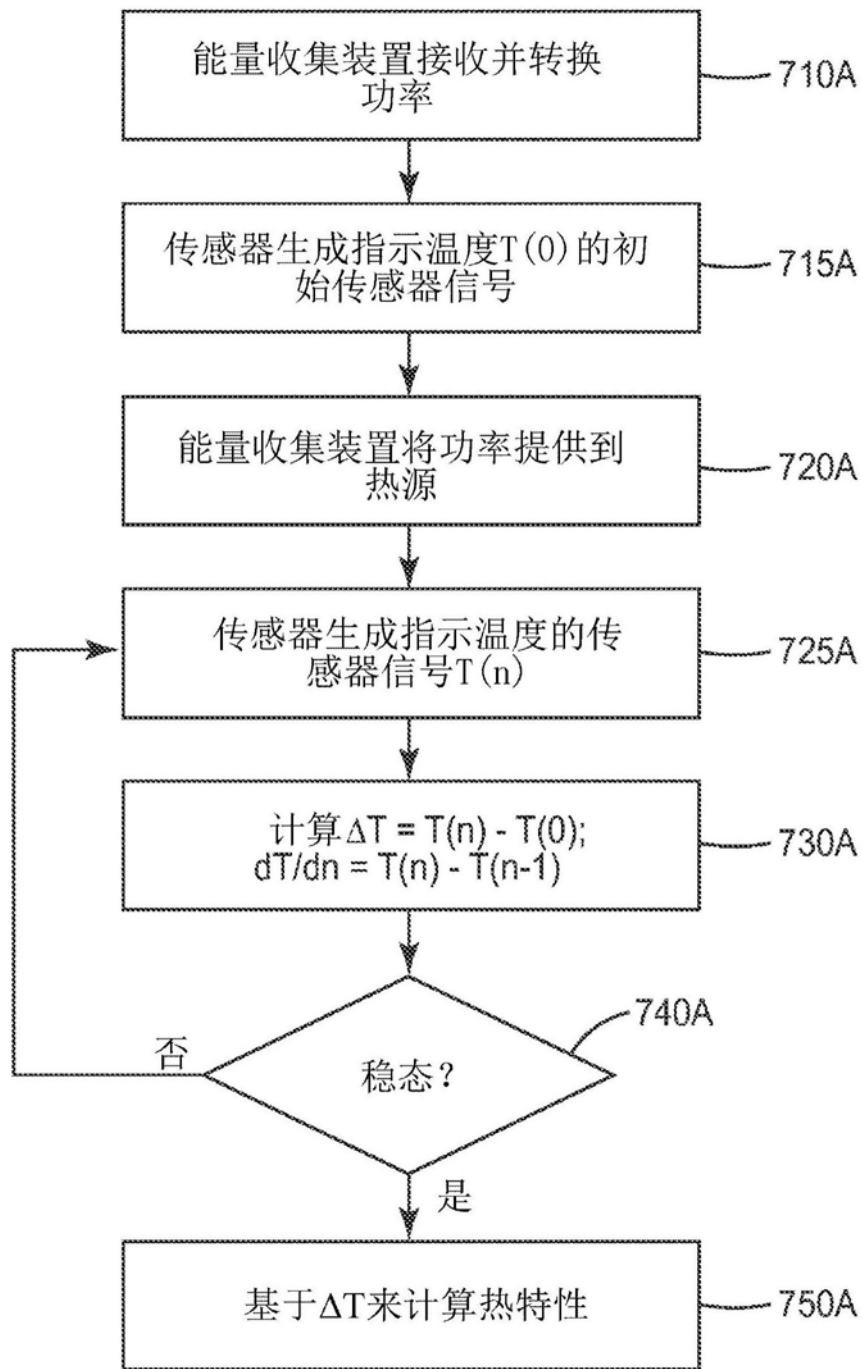 能量收集装置接收并转换
功率
710A
传感器生成指示温度T(0)的初
始传感器信号
715A
能量收集装置将功率提供到
热源
720A
传感器生成指示温度的传
感器信号T(n)
725A
计算ΔT = T(n) - T(0);
dT/dn = T(n) - T(n-1)
730A
740A
否
稳态?
是
基于ΔT来计算热特性
750A